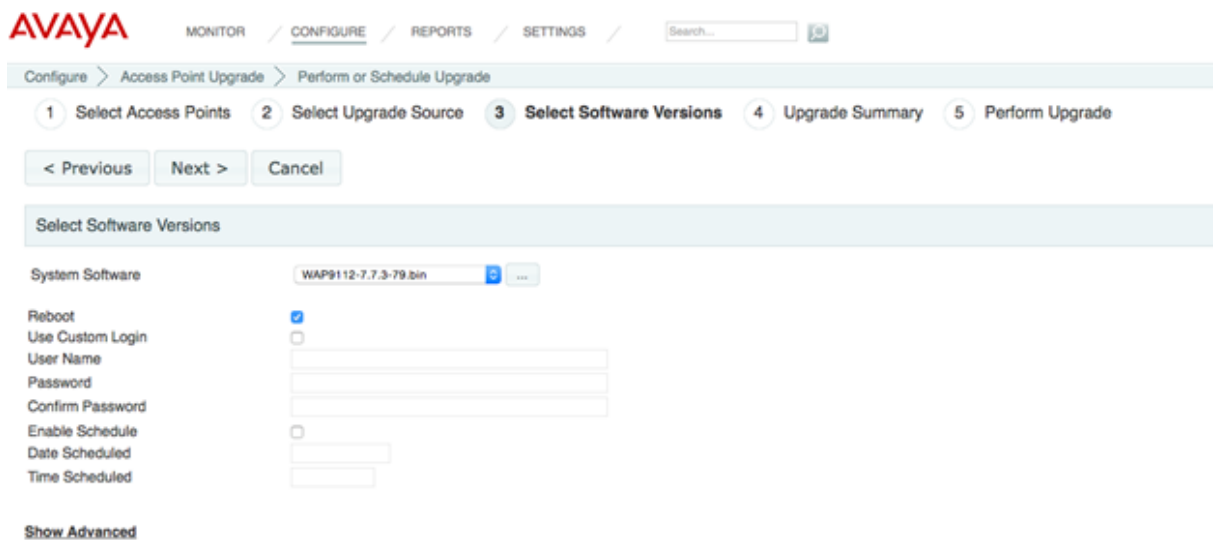 AVAYA MONITOR / CONFIGURE / REPORTS / SETTINGS / Search...
Configure > Access Point Upgrade > Perform or Schedule Upgrade
1 Select Access Points 2 Select Upgrade Source 3 Select Software Versions 4 Upgrade Summary 5 Perform Upgrade
< Previous Next > Cancel
Select Software Versions
System Software WAP9112-7.7.3-79.bin ...
Reboot
Use Custom Login
User Name
Password
Confirm Password
Enable Schedule
Date Scheduled
Time Scheduled
Show Advanced